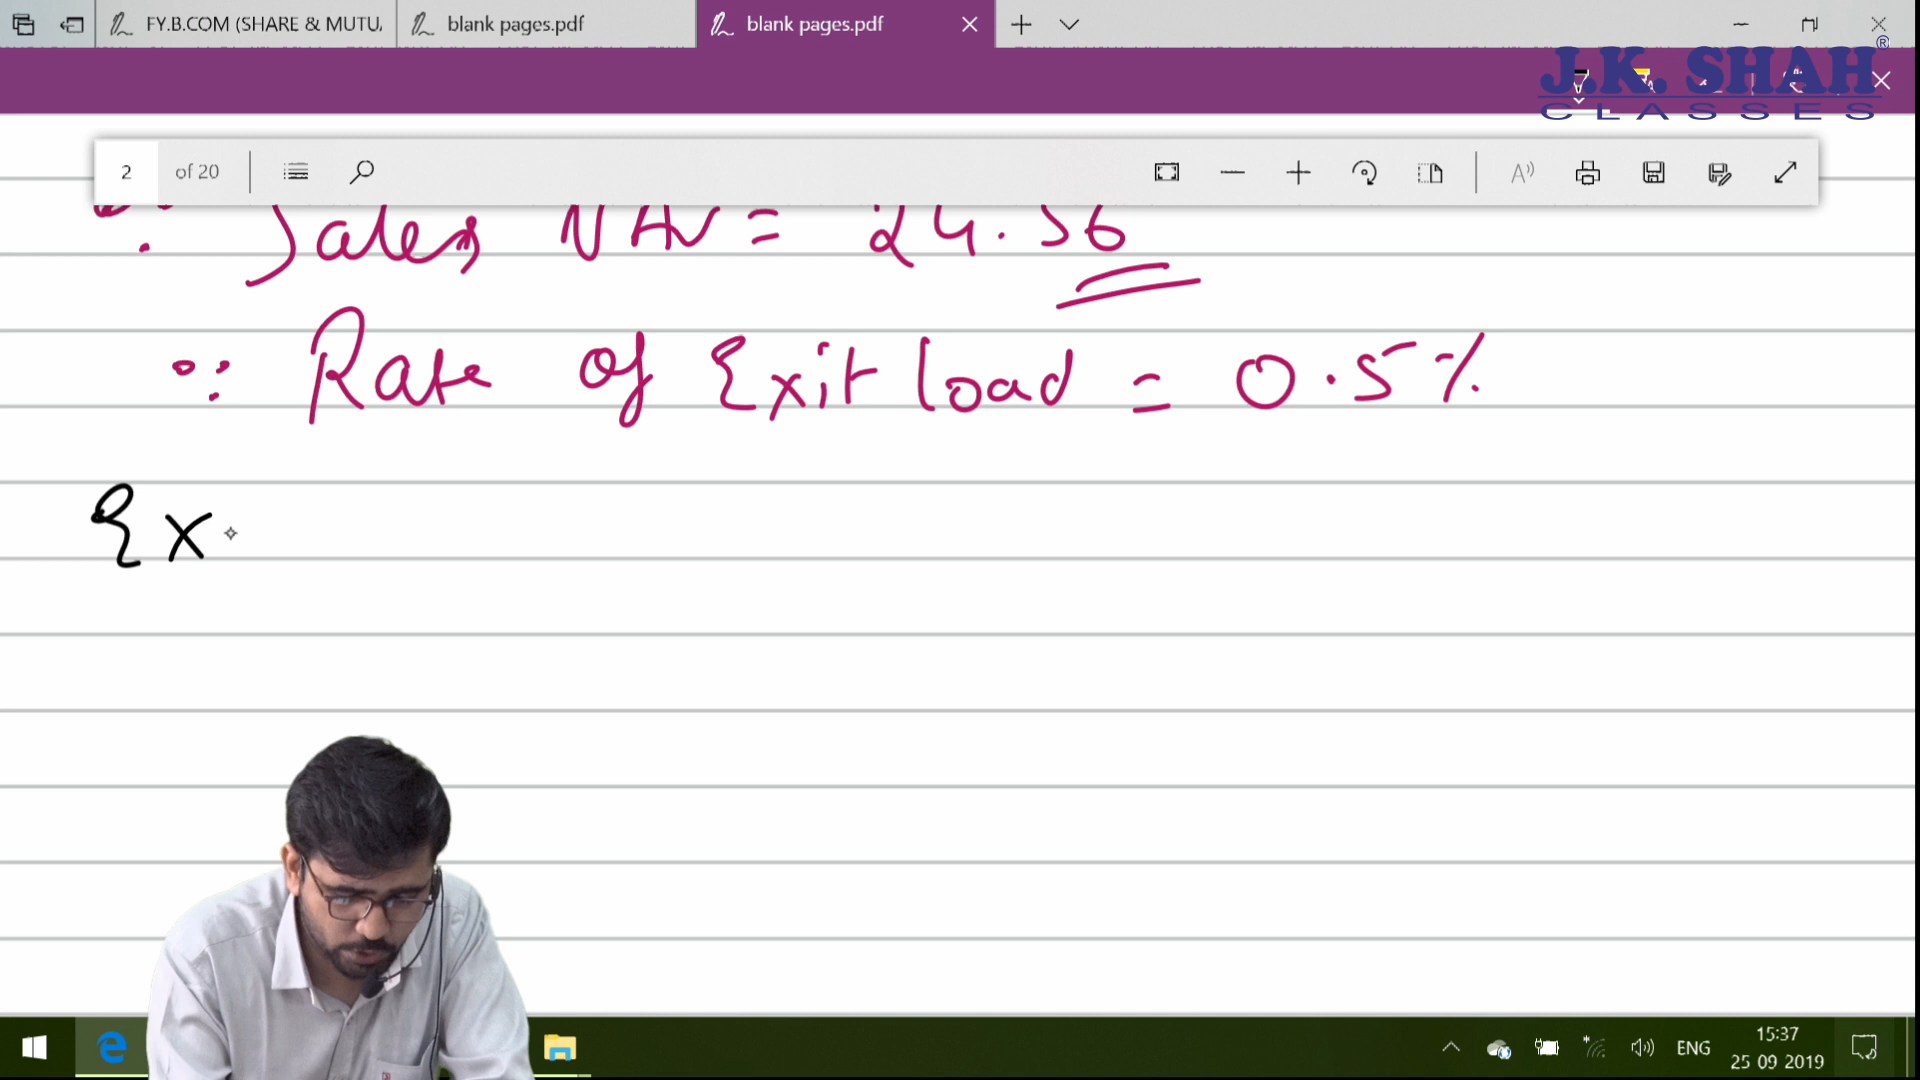 FY.B.COM (SHARE & MUTU
blank pages.pdf
blank pages.pdf
J.K. SHAH ®
CLASSES
2 of 20
∵ Sales NAV = 24.56
∵ Rate of Exit load = 0.5%
Ex
ENG
15:37
25 09 2019